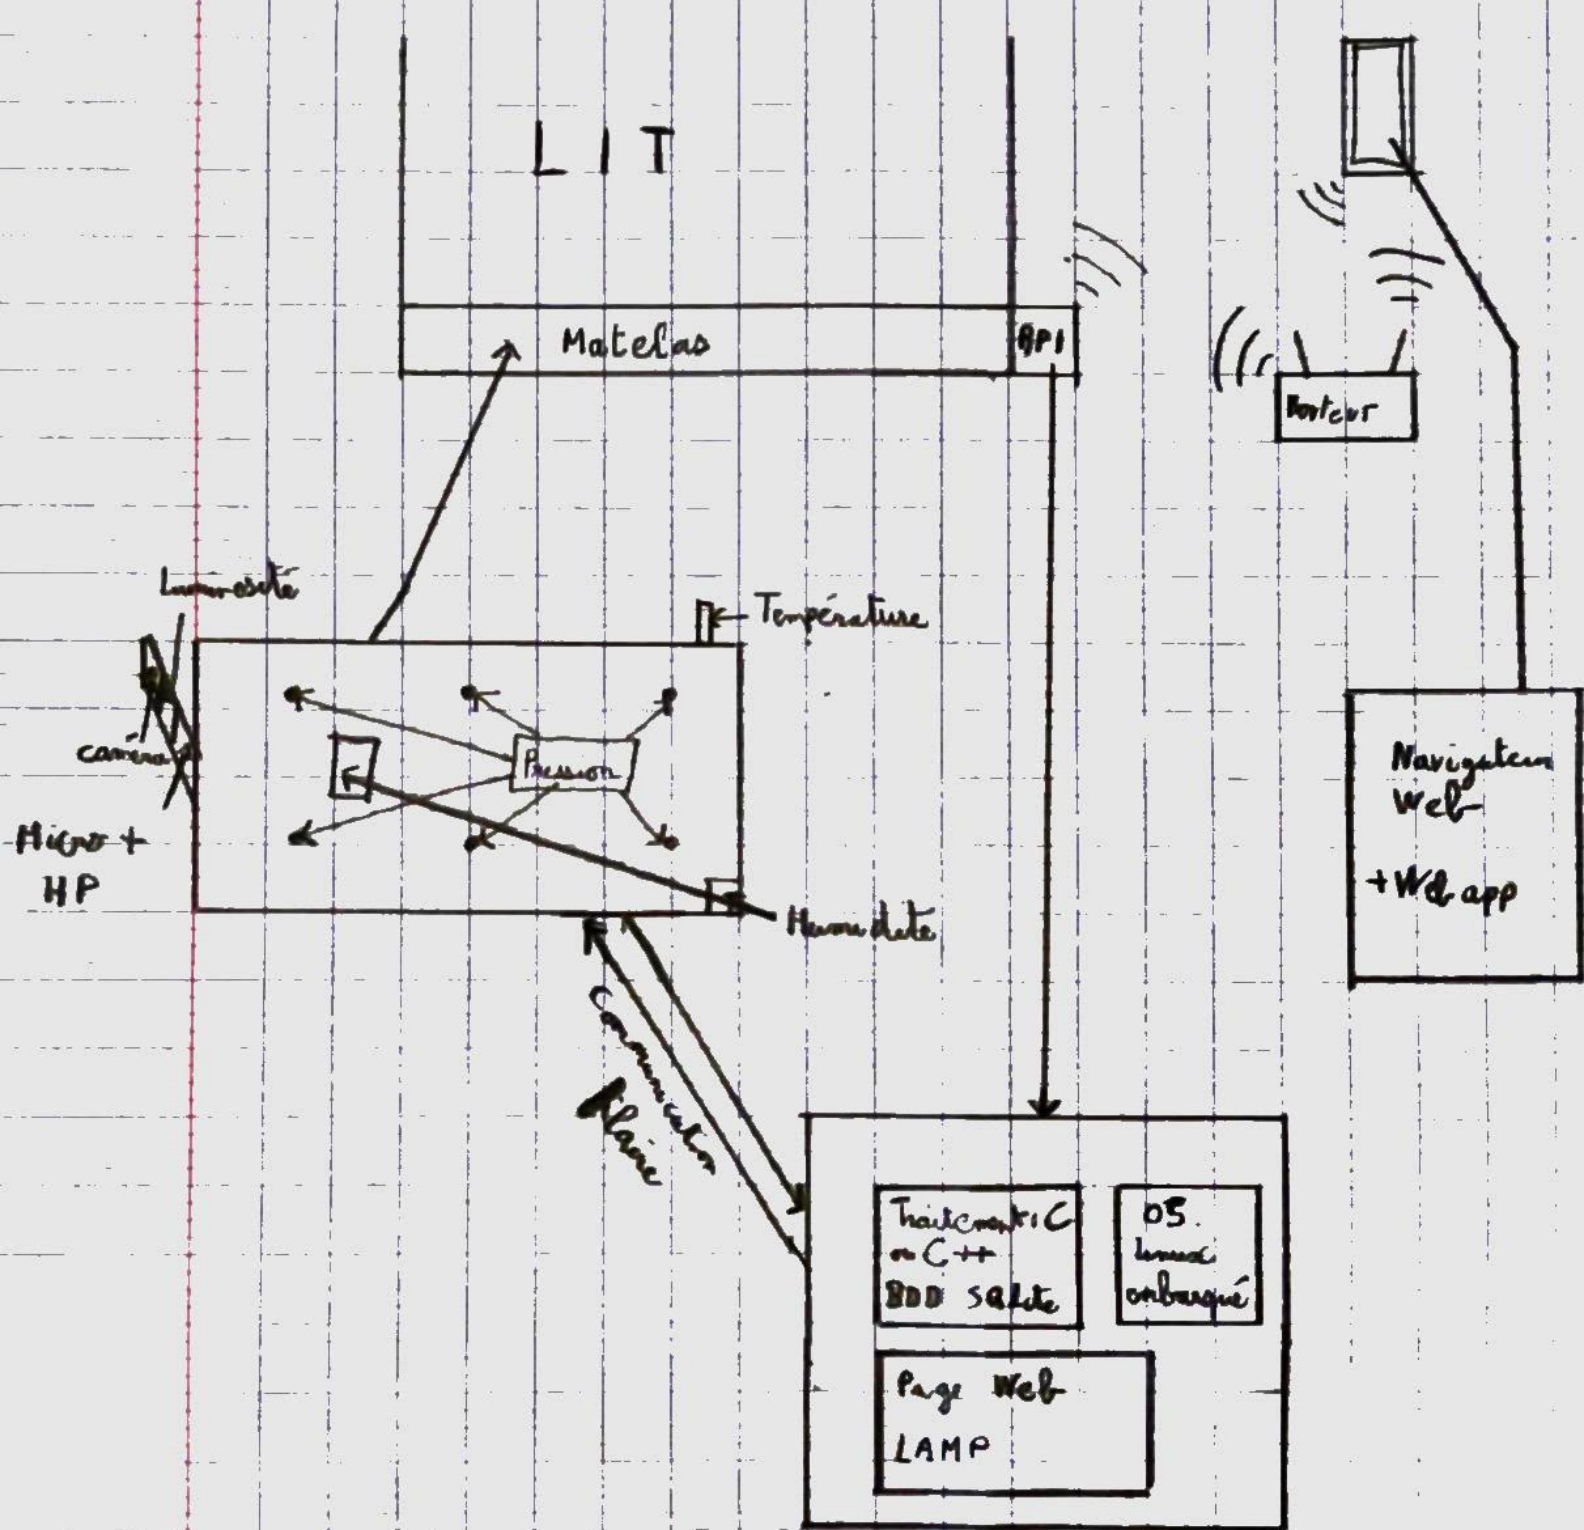 LIT
Matelas
RPI
Routeur
Luminosité
Température
caméra
Pression
Micro +
HP
Humidité
Navigateur
Web
+ Web app
Communication
filaire
Traitement : C
ou C++
BDD SQLite
OS.
linux
embarqué
Page Web
LAMP